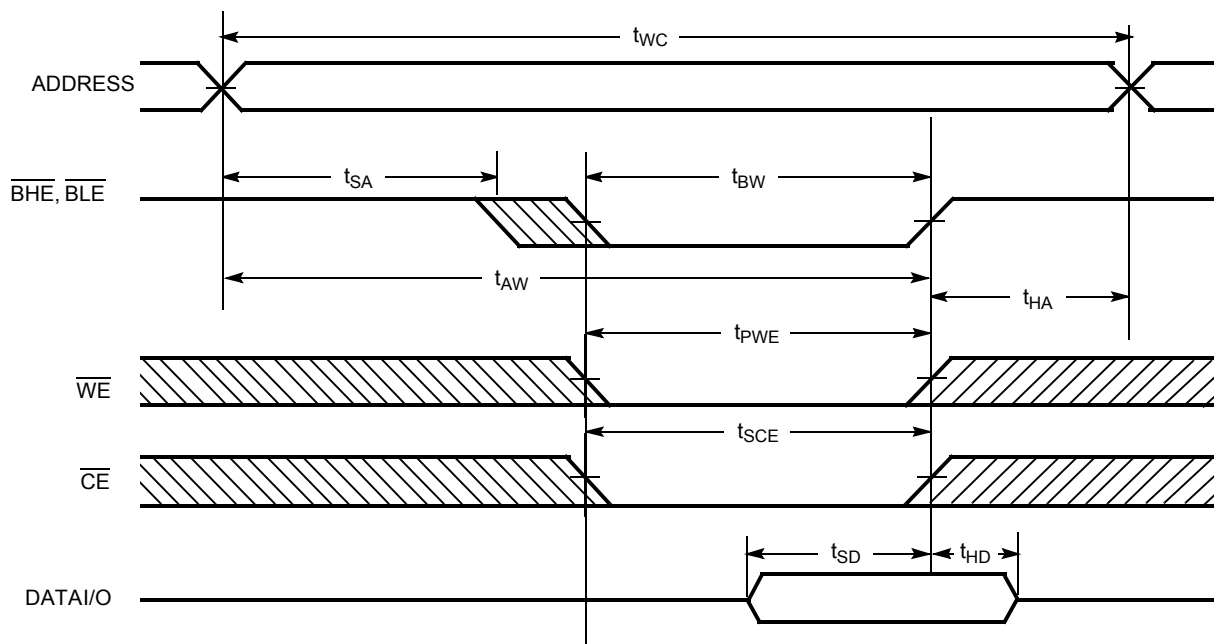 tWC
ADDRESS
tSA
tBW
BHE, BLE
tAW
tHA
tPWE
WE
tSCE
CE
tSD
tHD
DATAI/O